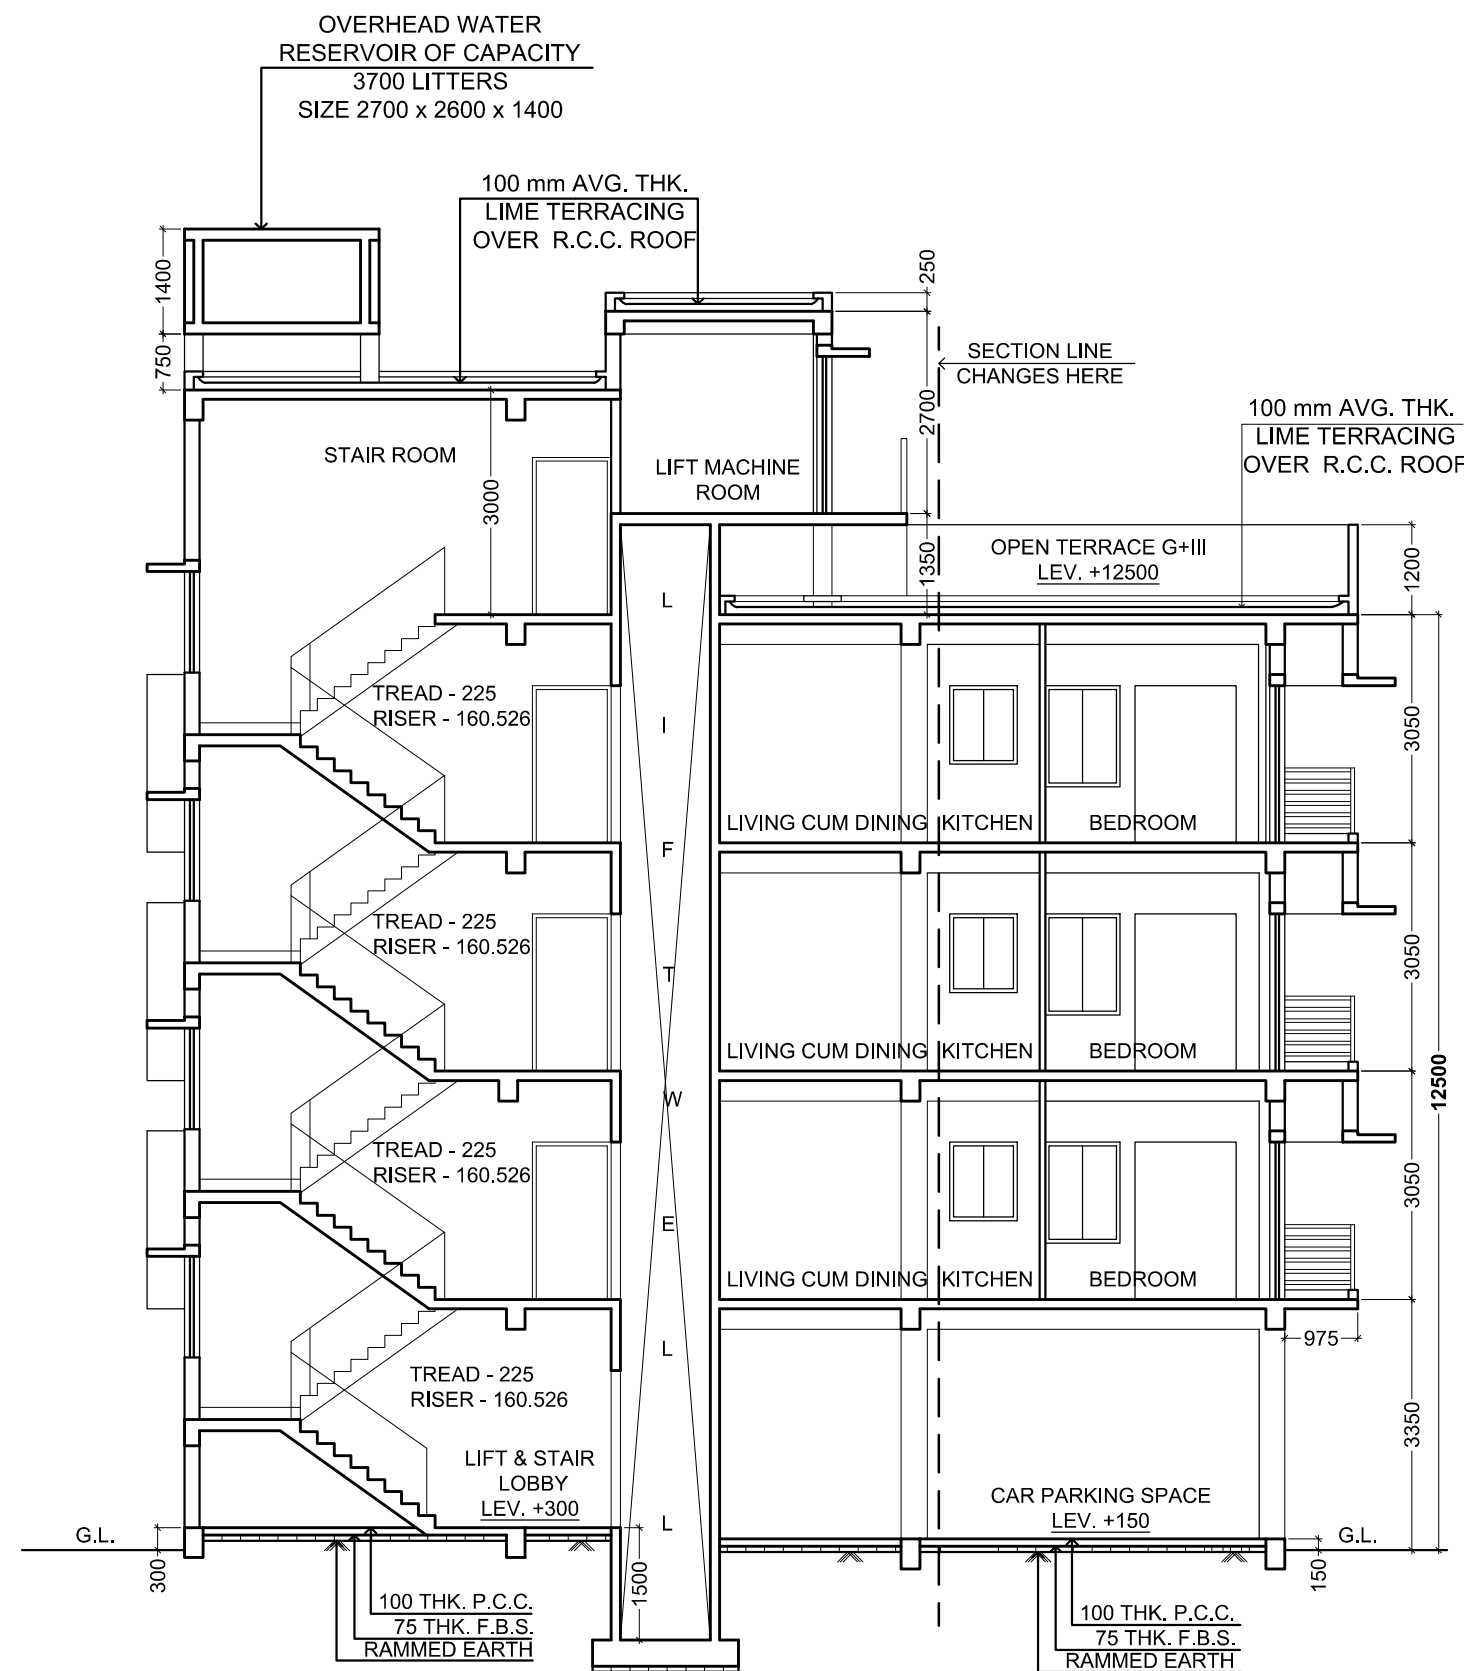 OVERHEAD WATER
RESERVOIR OF CAPACITY
3700 LITTERS
SIZE 2700 x 2600 x 1400
100 mm AVG. THK.
LIME TERRACING
OVER R.C.C. ROOF
1400
750
250
2700
1350
SECTION LINE
CHANGES HERE
100 mm AVG. THK.
LIME TERRACING
OVER R.C.C. ROOF
STAIR ROOM
3000
LIFT MACHINE
ROOM
OPEN TERRACE G+III
LEV. +12500
1200
L
I
F
T
W
E
L
L
TREAD - 225
RISER - 160.526
3050
LIVING CUM DINING KITCHEN BEDROOM
TREAD - 225
RISER - 160.526
3050
LIVING CUM DINING KITCHEN BEDROOM
12500
TREAD - 225
RISER - 160.526
3050
LIVING CUM DINING KITCHEN BEDROOM
975
TREAD - 225
RISER - 160.526
3350
LIFT & STAIR
LOBBY
LEV. +300
CAR PARKING SPACE
LEV. +150
G.L.
G.L.
300
1500
150
100 THK. P.C.C.
75 THK. F.B.S.
RAMMED EARTH
100 THK. P.C.C.
75 THK. F.B.S.
RAMMED EARTH